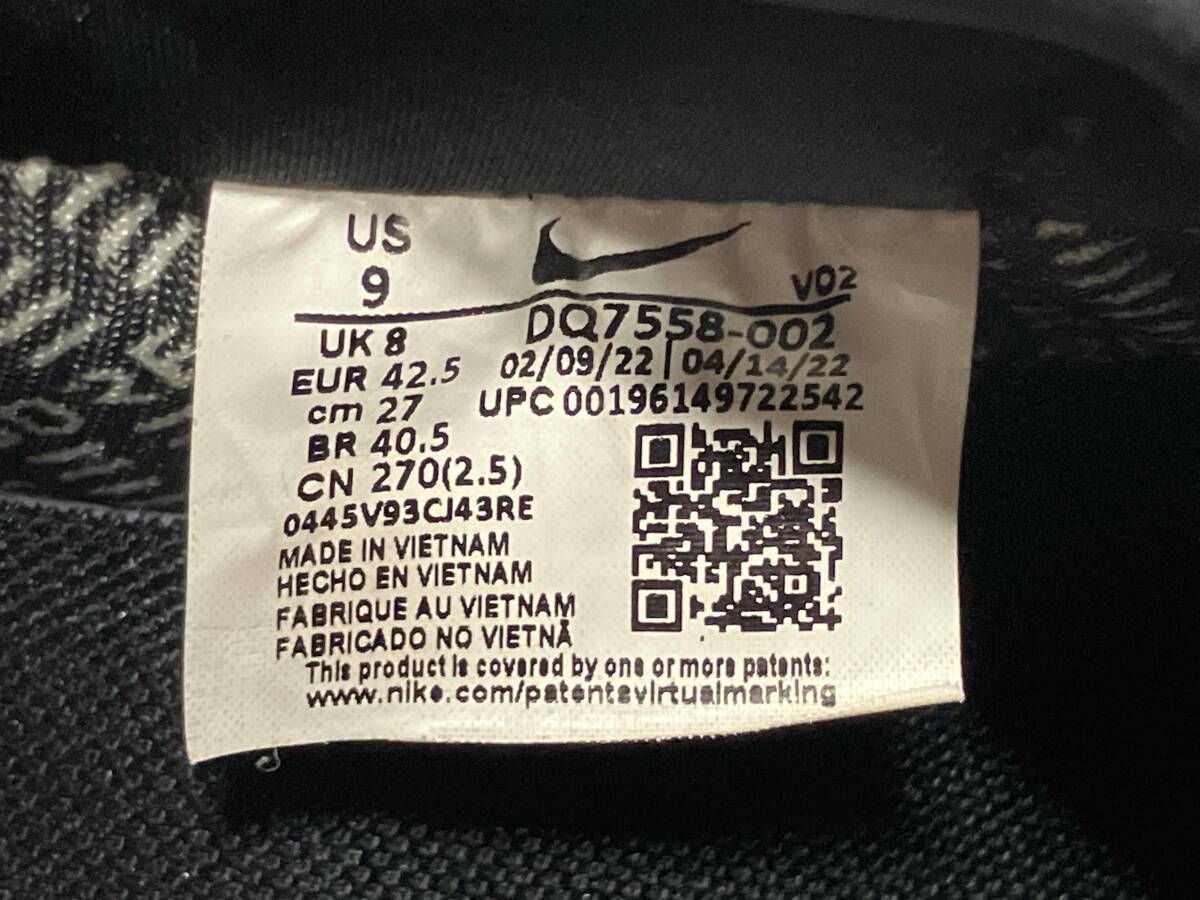 US
9
V02
UK 8
EUR 42.5
cm 27
BR 40.5
CN 270(2.5)
0445V93CJ43RE
DQ7558-002
02/09/22 | 04/14/22
UPC 00196149722542
MADE IN VIETNAM
HECHO EN VIETNAM
FABRIQUE AU VIETNAM
FABRICADO NO VIETNÃ
This product is covered by one or more patents:
www.nike.com/patentsvirtualmarking